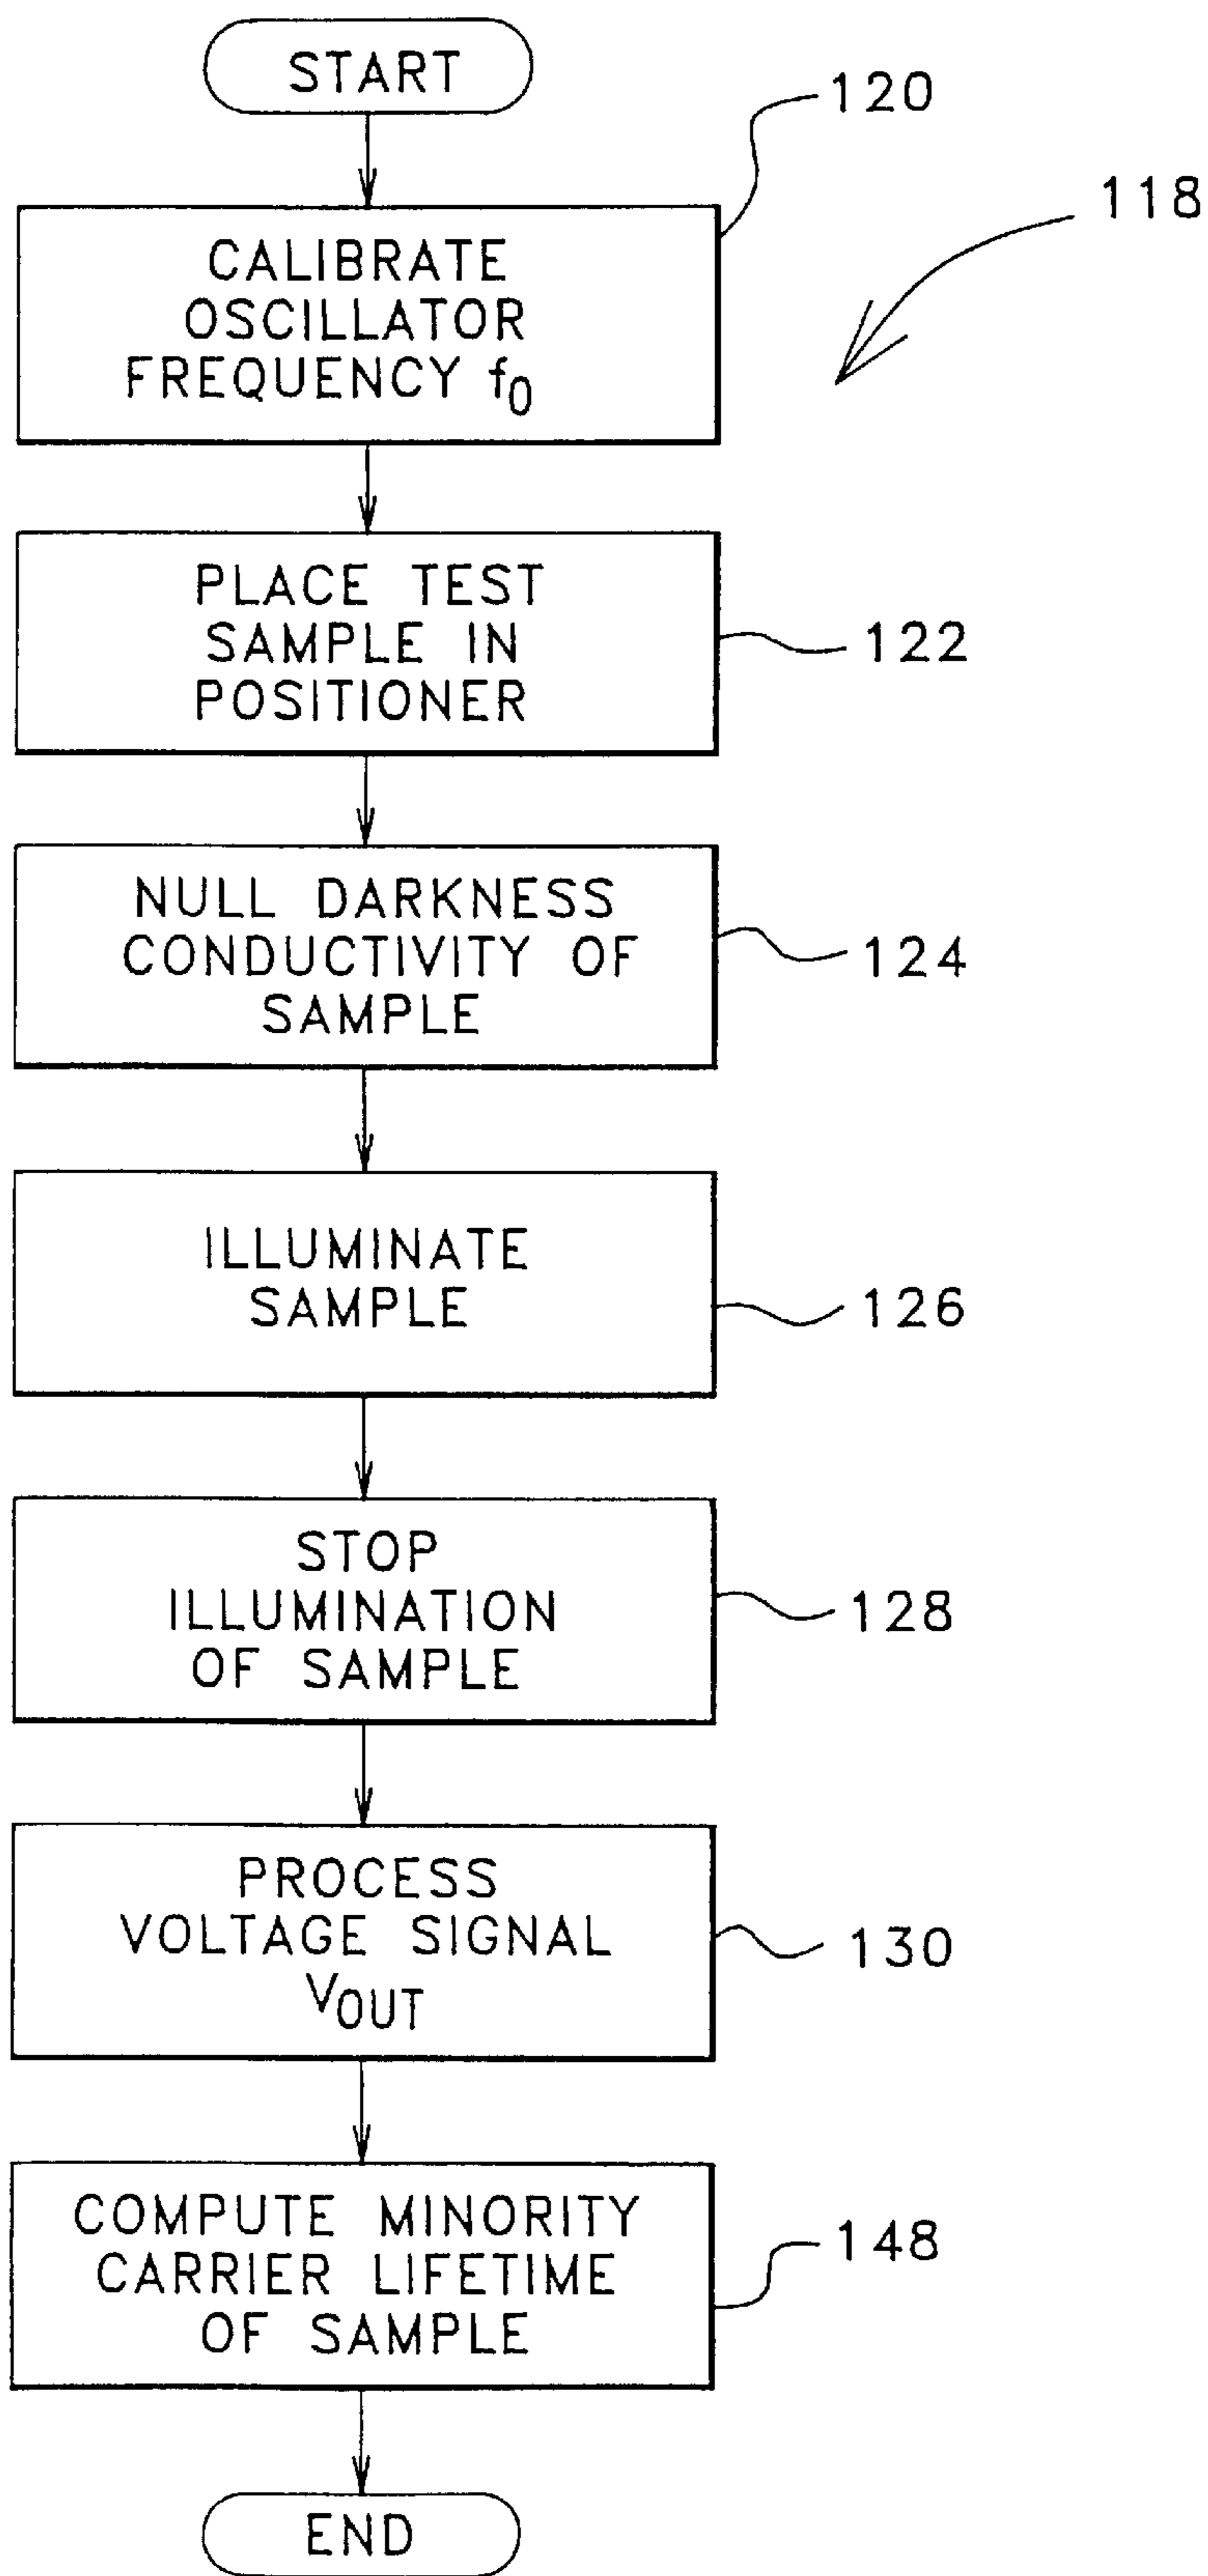 START
120
118
CALIBRATE
OSCILLATOR
FREQUENCY f0
PLACE TEST
SAMPLE IN
POSITIONER
122
NULL DARKNESS
CONDUCTIVITY OF
SAMPLE
124
ILLUMINATE
SAMPLE
126
STOP
ILLUMINATION
OF SAMPLE
128
PROCESS
VOLTAGE SIGNAL
VOUT
130
COMPUTE MINORITY
CARRIER LIFETIME
OF SAMPLE
148
END